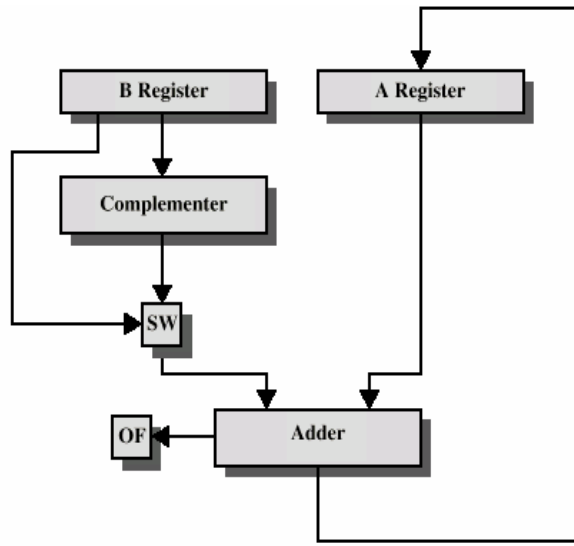 B Register
A Register
Complementer
SW
OF
Adder